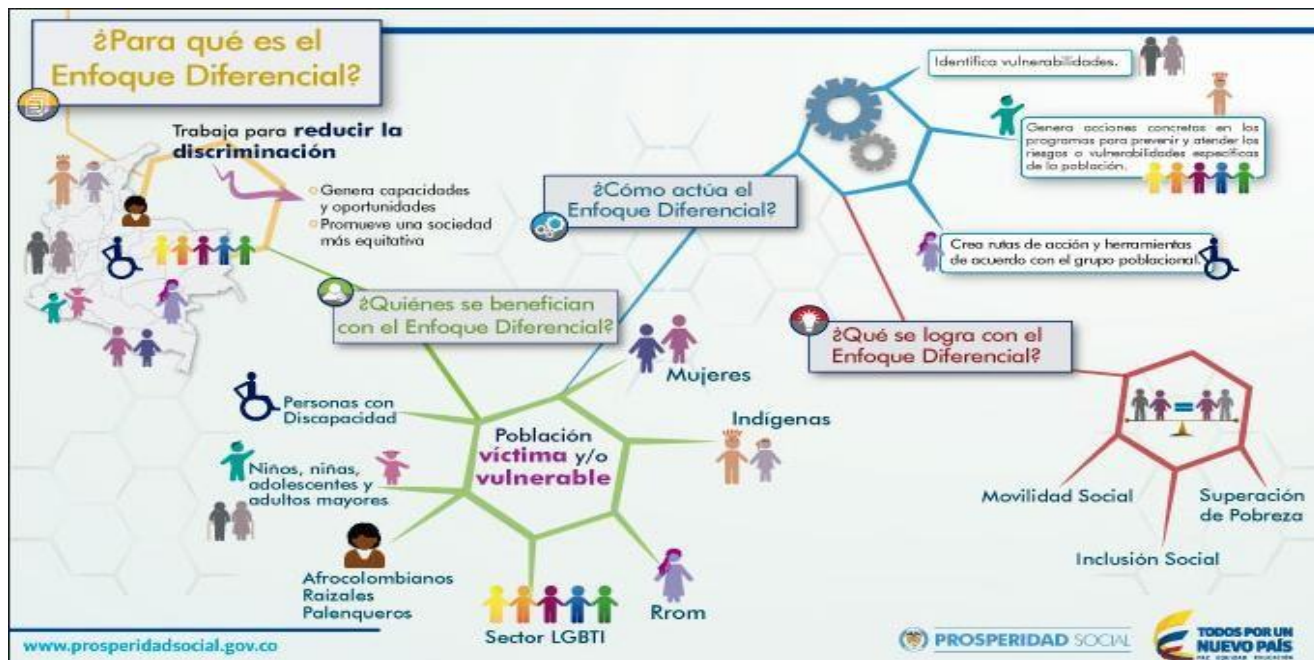 ¿Para qué es el
Enfoque Diferencial?
Trabaja para reducir la
discriminación
Genera capacidades
y oportunidades
Promueve una sociedad
más equitativa
¿Quiénes se benefician
con el Enfoque Diferencial?
Población
víctima y/o
vulnerable
Mujeres
Indígenas
Rrom
Sector LGBTI
Afrocolombianos
Raizales
Palenqueros
Niños, niñas,
adolescentes y
adultos mayores
Personas con
Discapacidad
¿Cómo actúa el
Enfoque Diferencial?
Identifica vulnerabilidades.
Genera acciones concretas en los
programas para prevenir y atender los
riesgos o vulnerabilidades específicas
de la población.
Crea rutas de acción y herramientas
de acuerdo con el grupo poblacional.
¿Qué se logra con el
Enfoque Diferencial?
=
Movilidad Social
Inclusión Social
Superación
de Pobreza
www.prosperidadsocial.gov.co
PROSPERIDAD SOCIAL
TODOS POR UN
NUEVO PAÍS
PAZ EQUIDAD EDUCACIÓN